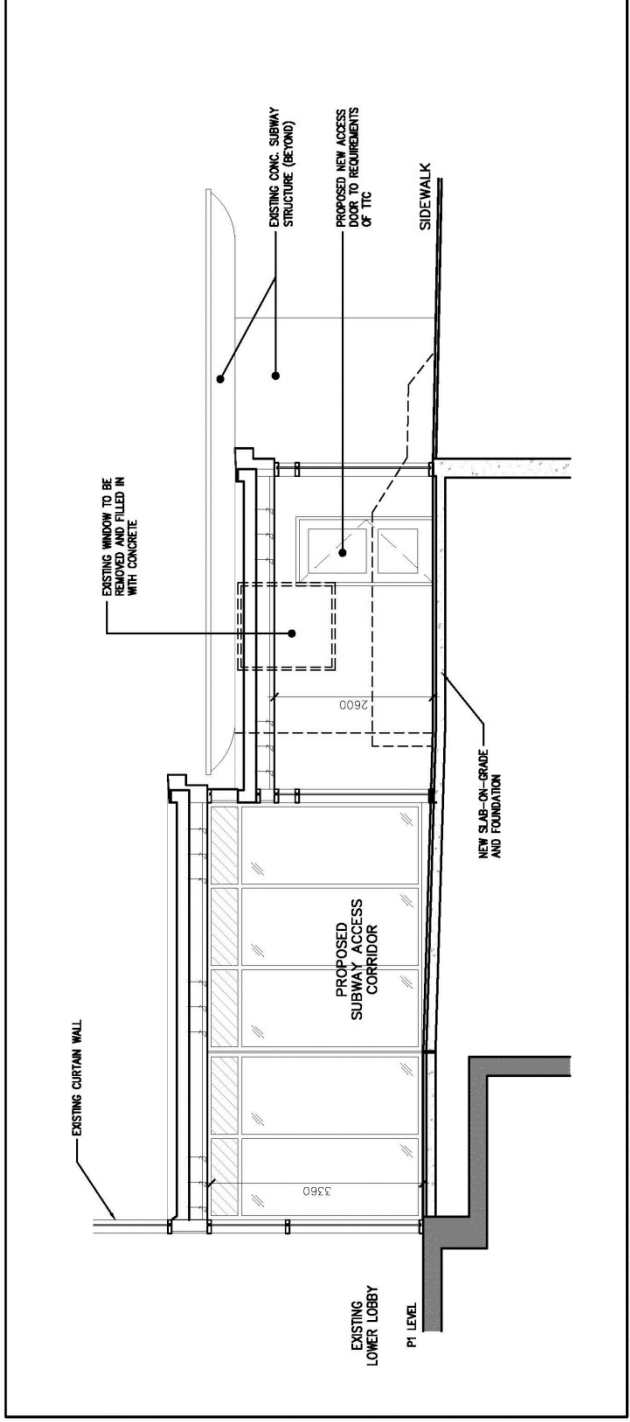 EXISTING CURTAIN WALL
EXISTING WINDOW TO BE
REMOVED AND FILLED IN
WITH CONCRETE
EXISTING CONC. SUBWAY
STRUCTURE (BEYOND)
PROPOSED NEW ACCESS
DOOR TO REQUIREMENTS
OF TTC
SIDEWALK
EXISTING
LOWER LOBBY
P1 LEVEL
3360
PROPOSED
SUBWAY ACCESS
CORRIDOR
2600
NEW SLAB-ON-GRADE
AND FOUNDATION